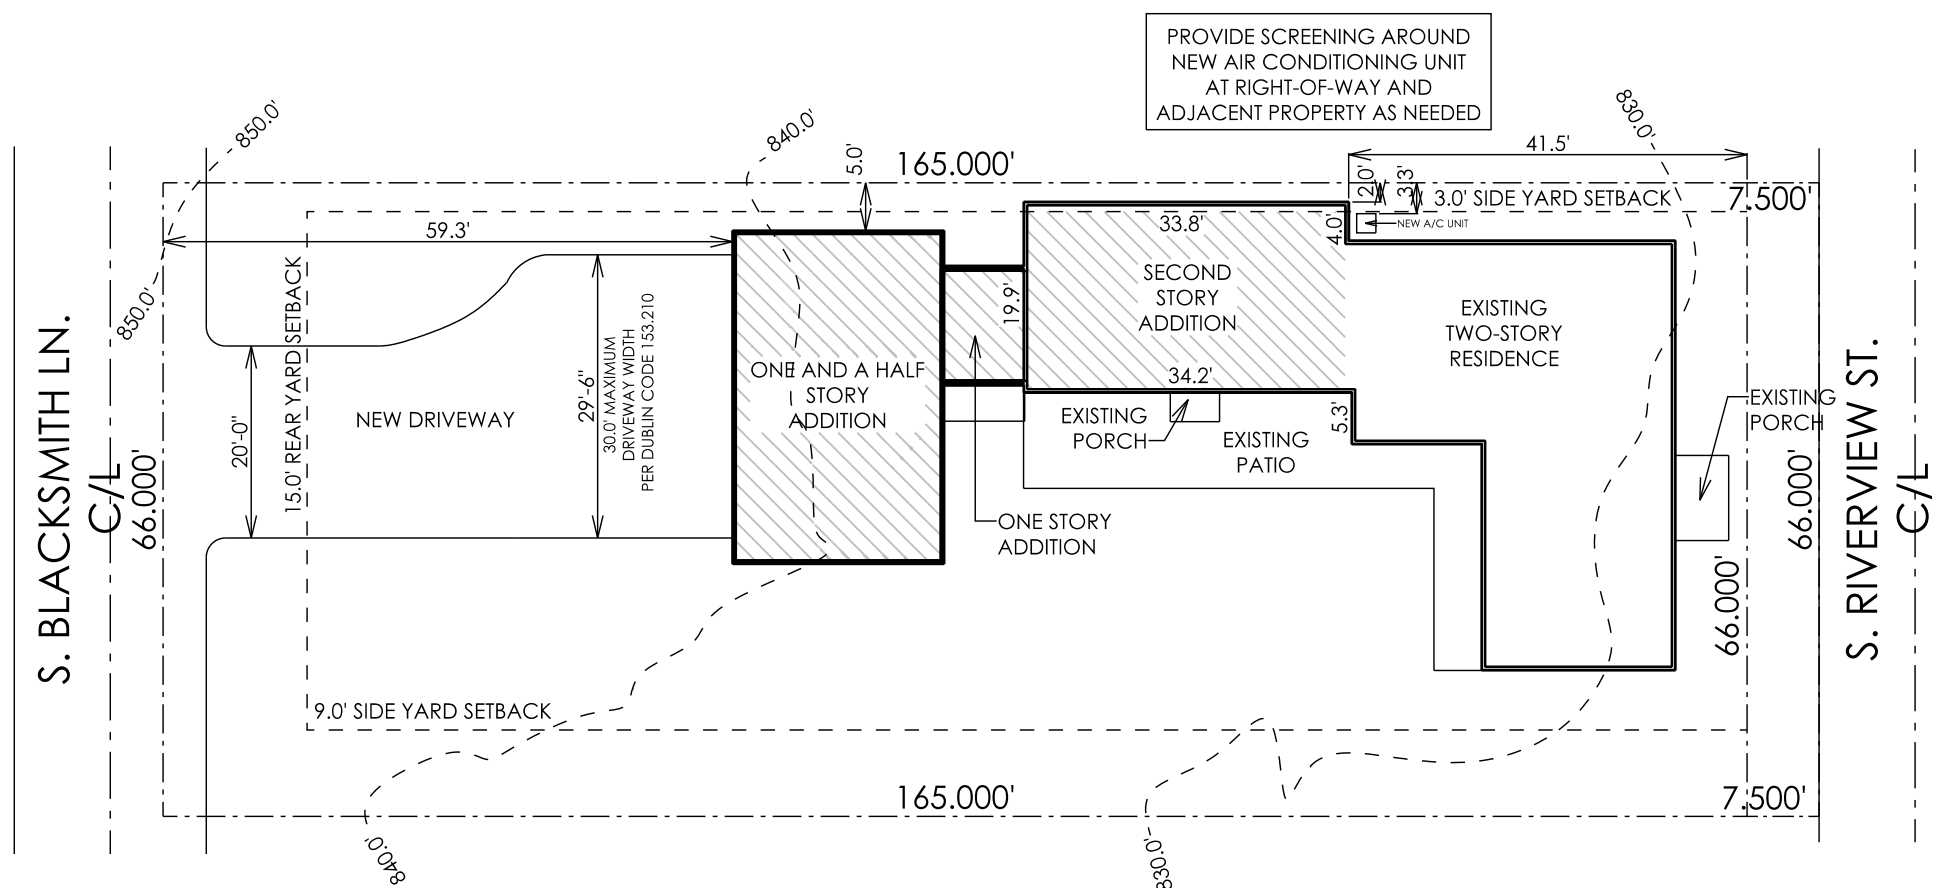 PROVIDE SCREENING AROUND
NEW AIR CONDITIONING UNIT
AT RIGHT-OF-WAY AND
ADJACENT PROPERTY AS NEEDED
850.0'
840.0'
830.0'
5.0'
165.000'
41.5'
2.0'
3.3'
3.0' SIDE YARD SETBACK
7.500'
59.3'
33.8'
4.0'
NEW A/C UNIT
850.0'
15.0' REAR YARD SETBACK
SECOND
STORY
ADDITION
19.9'
EXISTING
TWO-STORY
RESIDENCE
S. BLACKSMITH LN.
C/L
66.000'
20'-0"
NEW DRIVEWAY
29'-6"
30.0' MAXIMUM
DRIVEWAY WIDTH
PER DUBLIN CODE 153.210
ONE AND A HALF
STORY
ADDITION
34.2'
5.3'
EXISTING
PORCH
EXISTING
PATIO
EXISTING
PORCH
ONE STORY
ADDITION
66.000'
66.000'
S. RIVERVIEW ST.
C/L
9.0' SIDE YARD SETBACK
165.000'
7.500'
840.0'
830.0'